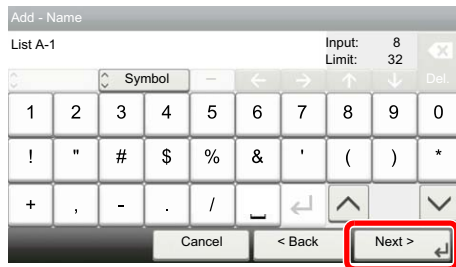 Add - Name
List A-1 Input: 8
Limit: 32
Symbol - Del.
1 2 3 4 5 6 7 8 9 0
! " # $ % & ' ( ) *
+ , - . / _
Cancel < Back Next >